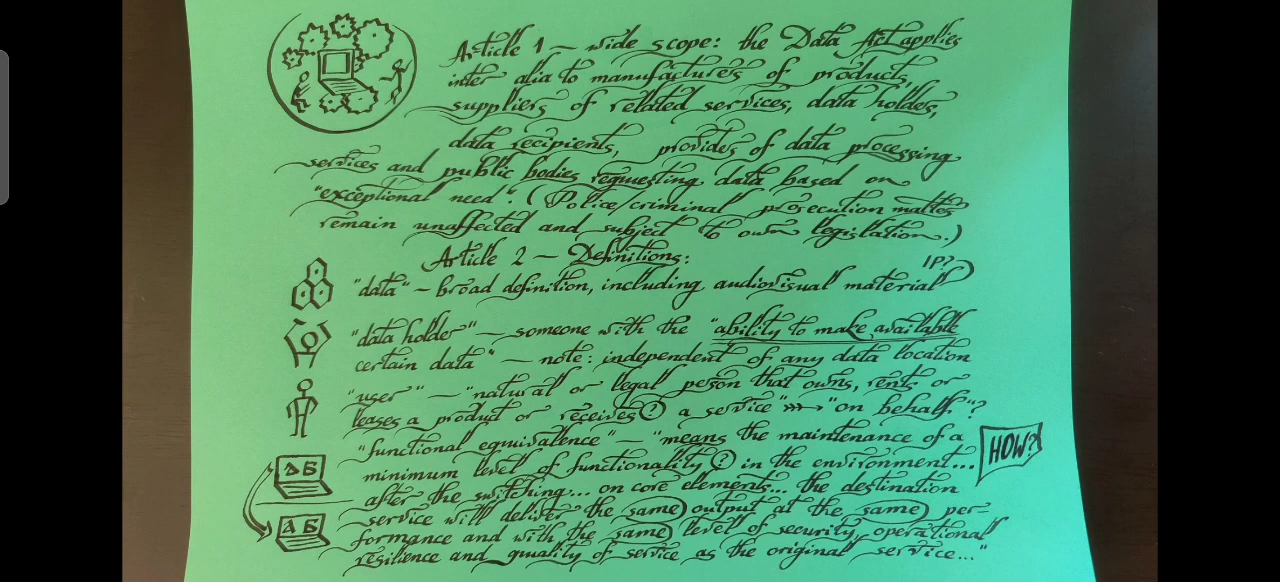 Article 1 – wide scope: the Data Act applies
inter alia to manufacturers of products,
suppliers of related services, data holders,
data recipients, providers of data processing
services and public bodies requesting data based on
"exceptional need". (Police/criminal prosecution matters
remain unaffected and subject to own legislation.)
Article 2 – Definitions:
IP?
"data" – broad definition, including audiovisual material
"data holder" – someone with the "ability to make available
certain data" – note: independent of any data location
"user" – "natural or legal person that owns, rents or
leases a product or receives ? a service" → "on behalf"?
"functional equivalence" – "means the maintenance of a
minimum level of functionality ? in the environment...
HOW?
after the switching... on core elements... the destination
service will deliver the same output at the same per-
formance and with the same level of security, operational
resilience and quality of service as the original service..."
A B
A B